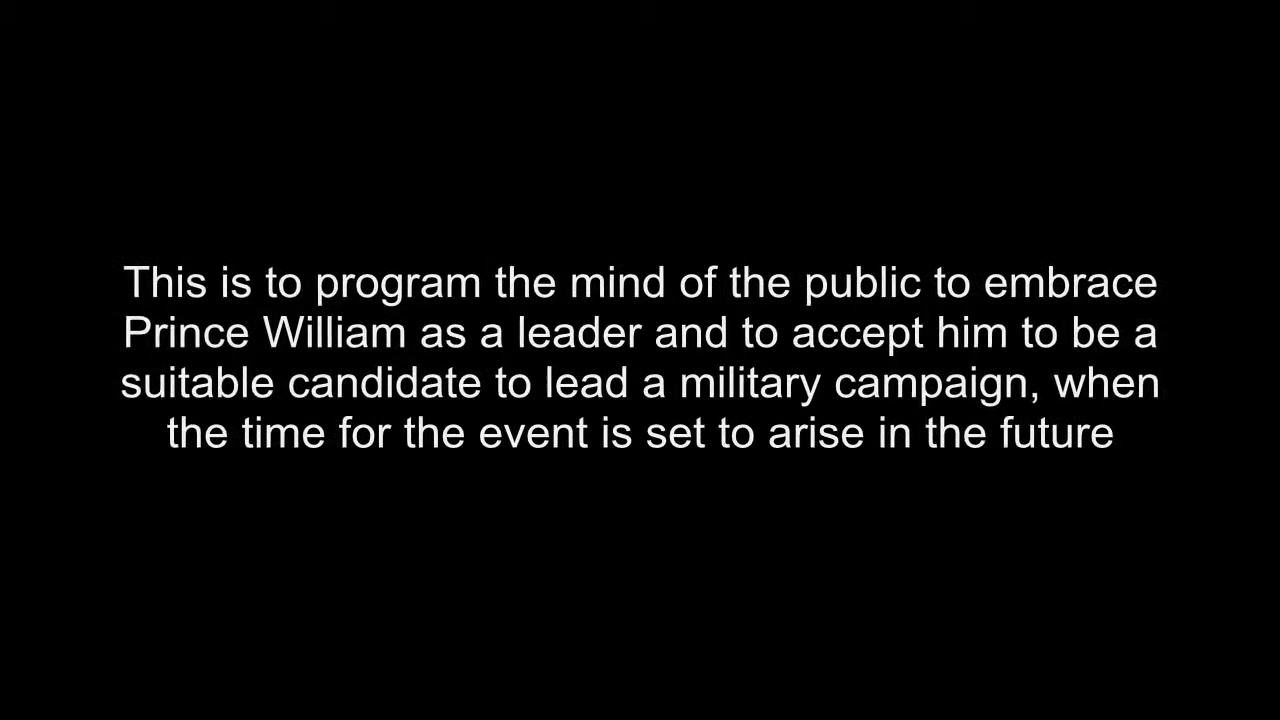 This is to program the mind of the public to embrace
Prince William as a leader and to accept him to be a
suitable candidate to lead a military campaign, when
the time for the event is set to arise in the future